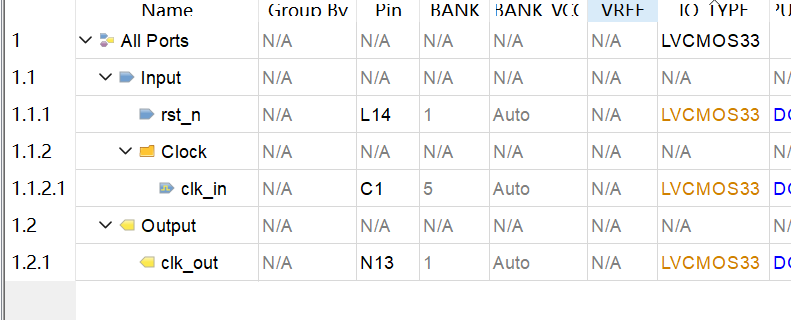 Name Group By Pin BANK BANK_VCC VREF IO_TYPE PU
1 All Ports N/A N/A N/A N/A N/A LVCMOS33
1.1 Input N/A N/A N/A N/A N/A N/A N/
1.1.1 rst_n N/A L14 1 Auto N/A LVCMOS33 DO
1.1.2 Clock N/A N/A N/A N/A N/A N/A N/
1.1.2.1 clk_in N/A C1 5 Auto N/A LVCMOS33 DO
1.2 Output N/A N/A N/A N/A N/A N/A N/
1.2.1 clk_out N/A N13 1 Auto N/A LVCMOS33 DO